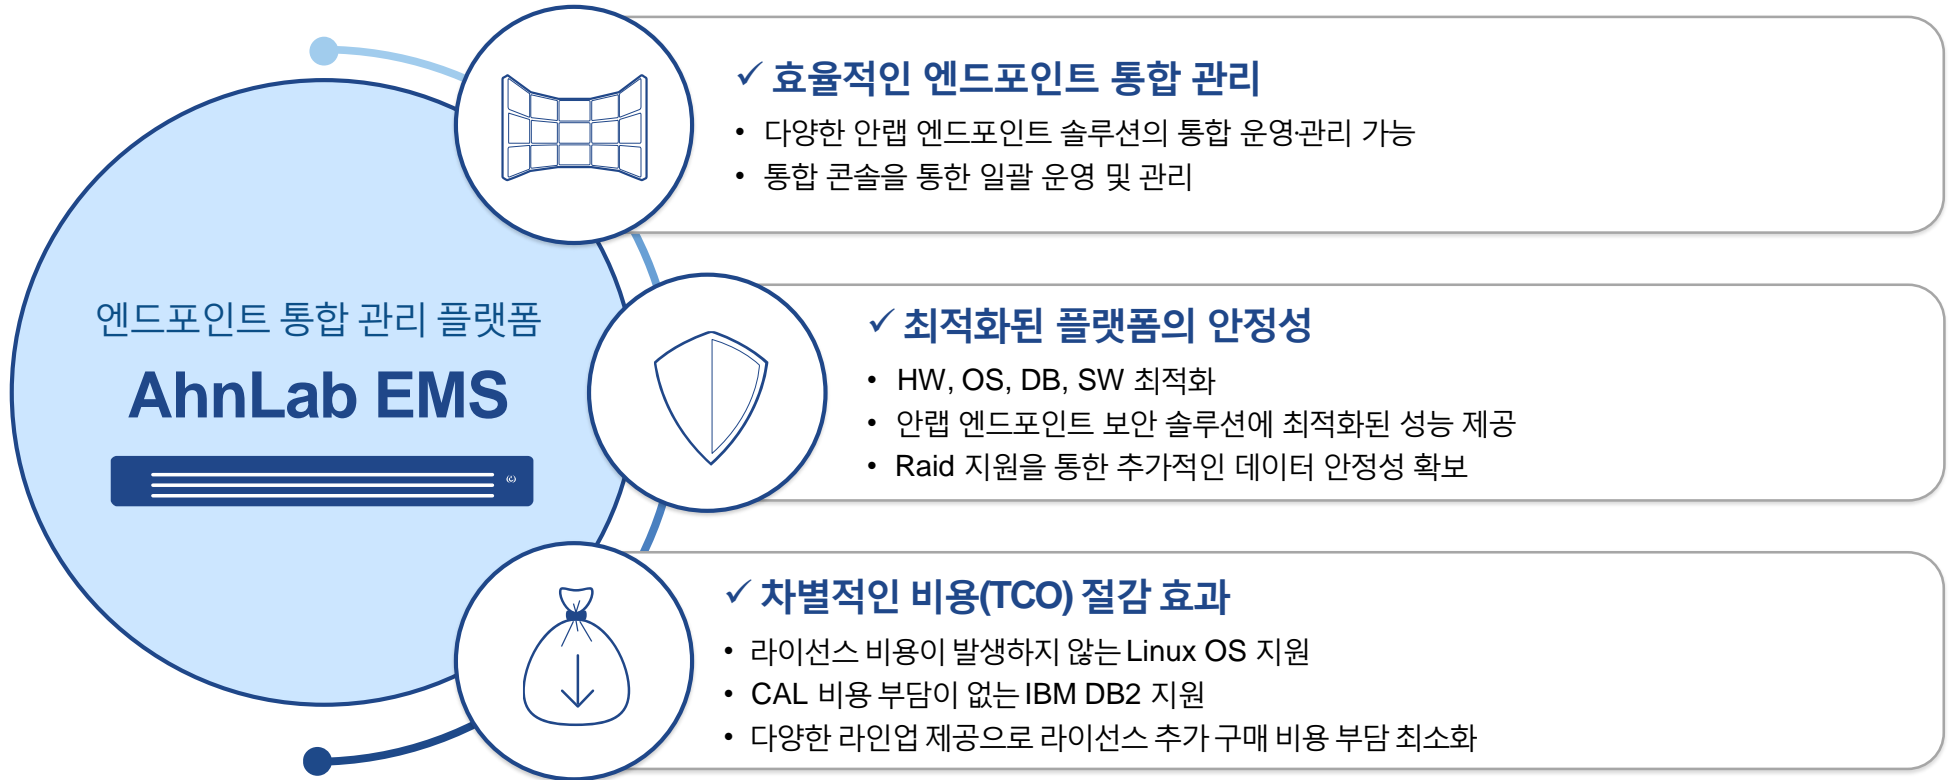 엔드포인트 통합 관리 플랫폼
AhnLab EMS
✓ 효율적인 엔드포인트 통합 관리
• 다양한 안랩 엔드포인트 솔루션의 통합 운영·관리 가능
• 통합 콘솔을 통한 일괄 운영 및 관리
✓ 최적화된 플랫폼의 안정성
• HW, OS, DB, SW 최적화
• 안랩 엔드포인트 보안 솔루션에 최적화된 성능 제공
• Raid 지원을 통한 추가적인 데이터 안정성 확보
✓ 차별적인 비용(TCO) 절감 효과
• 라이선스 비용이 발생하지 않는 Linux OS 지원
• CAL 비용 부담이 없는 IBM DB2 지원
• 다양한 라인업 제공으로 라이선스 추가 구매 비용 부담 최소화